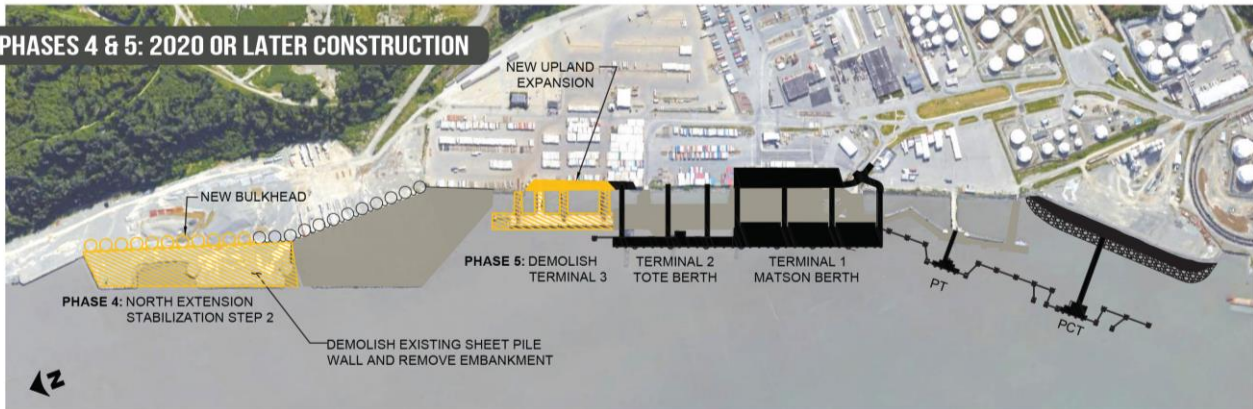 PHASES 4 & 5: 2020 OR LATER CONSTRUCTION
NEW UPLAND
EXPANSION
NEW BULKHEAD
PHASE 5: DEMOLISH
TERMINAL 3
TERMINAL 2
TOTE BERTH
TERMINAL 1
MATSON BERTH
PT
PCT
PHASE 4: NORTH EXTENSION
STABILIZATION STEP 2
DEMOLISH EXISTING SHEET PILE
WALL AND REMOVE EMBANKMENT
N